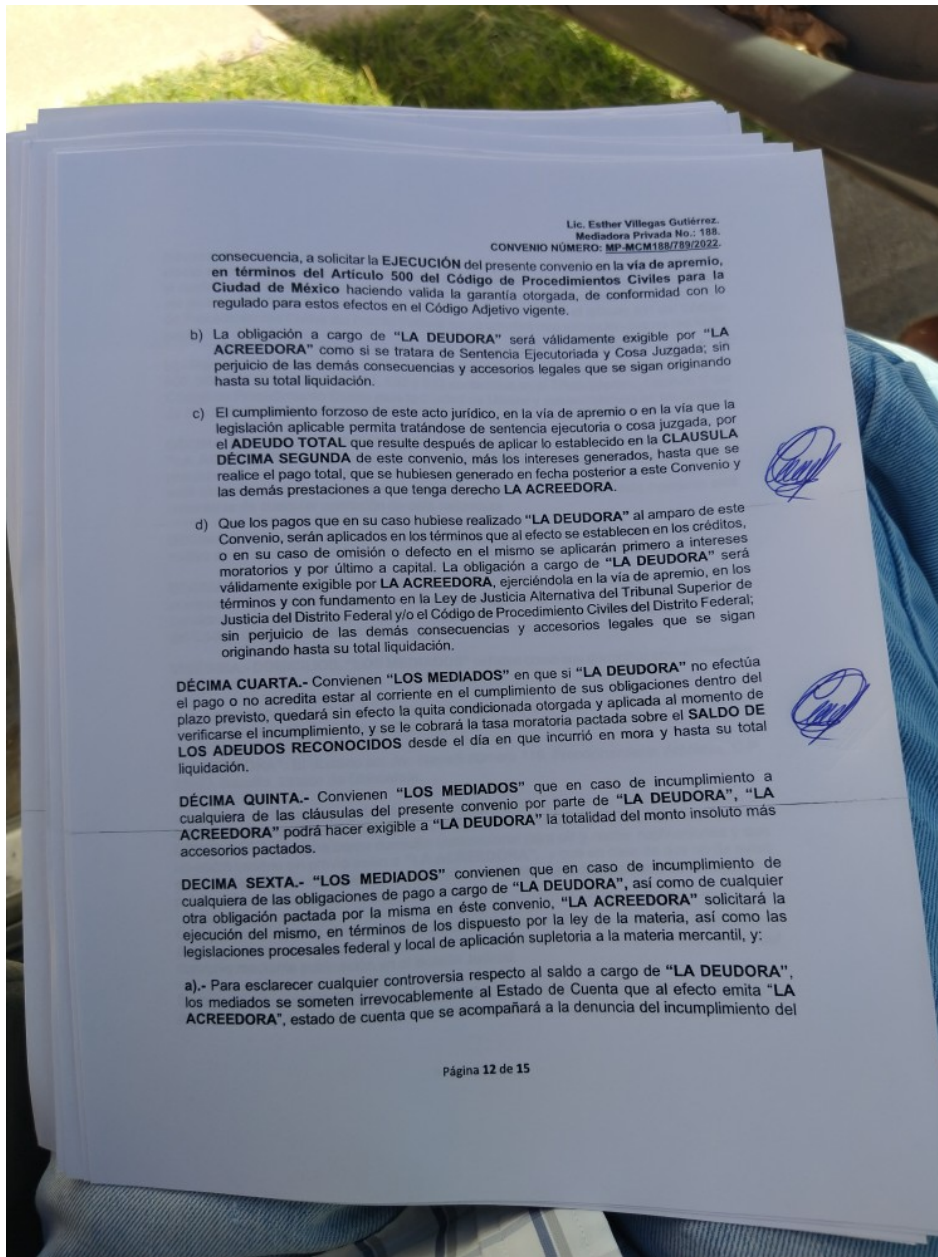 Lic. Esther Villegas Gutiérrez.
Mediadora Privada No.: 188.
CONVENIO NÚMERO: MP-MCM188/789/2022.
consecuencia, a solicitar la EJECUCIÓN del presente convenio en la vía de apremio,
en términos del Artículo 500 del Código de Procedimientos Civiles para la
Ciudad de México haciendo valida la garantía otorgada, de conformidad con lo
regulado para estos efectos en el Código Adjetivo vigente.
b) La obligación a cargo de “LA DEUDORA” será válidamente exigible por “LA
ACREEDORA” como si se tratara de Sentencia Ejecutoriada y Cosa Juzgada; sin
perjuicio de las demás consecuencias y accesorios legales que se sigan originando
hasta su total liquidación.
c) El cumplimiento forzoso de este acto jurídico, en la vía de apremio o en la vía que la
legislación aplicable permita tratándose de sentencia ejecutoria o cosa juzgada, por
el ADEUDO TOTAL que resulte después de aplicar lo establecido en la CLAUSULA
DÉCIMA SEGUNDA de este convenio, más los intereses generados, hasta que se
realice el pago total, que se hubiesen generado en fecha posterior a este Convenio y
las demás prestaciones a que tenga derecho LA ACREEDORA.
d) Que los pagos que en su caso hubiese realizado “LA DEUDORA” al amparo de este
Convenio, serán aplicados en los términos que al efecto se establecen en los créditos,
o en su caso de omisión o defecto en el mismo se aplicarán primero a intereses
moratorios y por último a capital. La obligación a cargo de “LA DEUDORA” será
válidamente exigible por LA ACREEDORA, ejerciéndola en la vía de apremio, en los
términos y con fundamento en la Ley de Justicia Alternativa del Tribunal Superior de
Justicia del Distrito Federal y/o el Código de Procedimiento Civiles del Distrito Federal;
sin perjuicio de las demás consecuencias y accesorios legales que se sigan
originando hasta su total liquidación.
DÉCIMA CUARTA.- Convienen “LOS MEDIADOS” en que si “LA DEUDORA” no efectúa
el pago o no acredita estar al corriente en el cumplimiento de sus obligaciones dentro del
plazo previsto, quedará sin efecto la quita condicionada otorgada y aplicada al momento de
verificarse el incumplimiento, y se le cobrará la tasa moratoria pactada sobre el SALDO DE
LOS ADEUDOS RECONOCIDOS desde el día en que incurrió en mora y hasta su total
liquidación.
DÉCIMA QUINTA.- Convienen “LOS MEDIADOS” que en caso de incumplimiento a
cualquiera de las cláusulas del presente convenio por parte de “LA DEUDORA”, “LA
ACREEDORA” podrá hacer exigible a “LA DEUDORA” la totalidad del monto insoluto más
accesorios pactados.
DECIMA SEXTA.- “LOS MEDIADOS” convienen que en caso de incumplimiento de
cualquiera de las obligaciones de pago a cargo de “LA DEUDORA”, así como de cualquier
otra obligación pactada por la misma en éste convenio, “LA ACREEDORA” solicitará la
ejecución del mismo, en términos de los dispuesto por la ley de la materia, así como las
legislaciones procesales federal y local de aplicación supletoria a la materia mercantil, y:
a).- Para esclarecer cualquier controversia respecto al saldo a cargo de “LA DEUDORA”,
los mediados se someten irrevocablemente al Estado de Cuenta que al efecto emita “LA
ACREEDORA”, estado de cuenta que se acompañará a la denuncia del incumplimiento del
Página 12 de 15